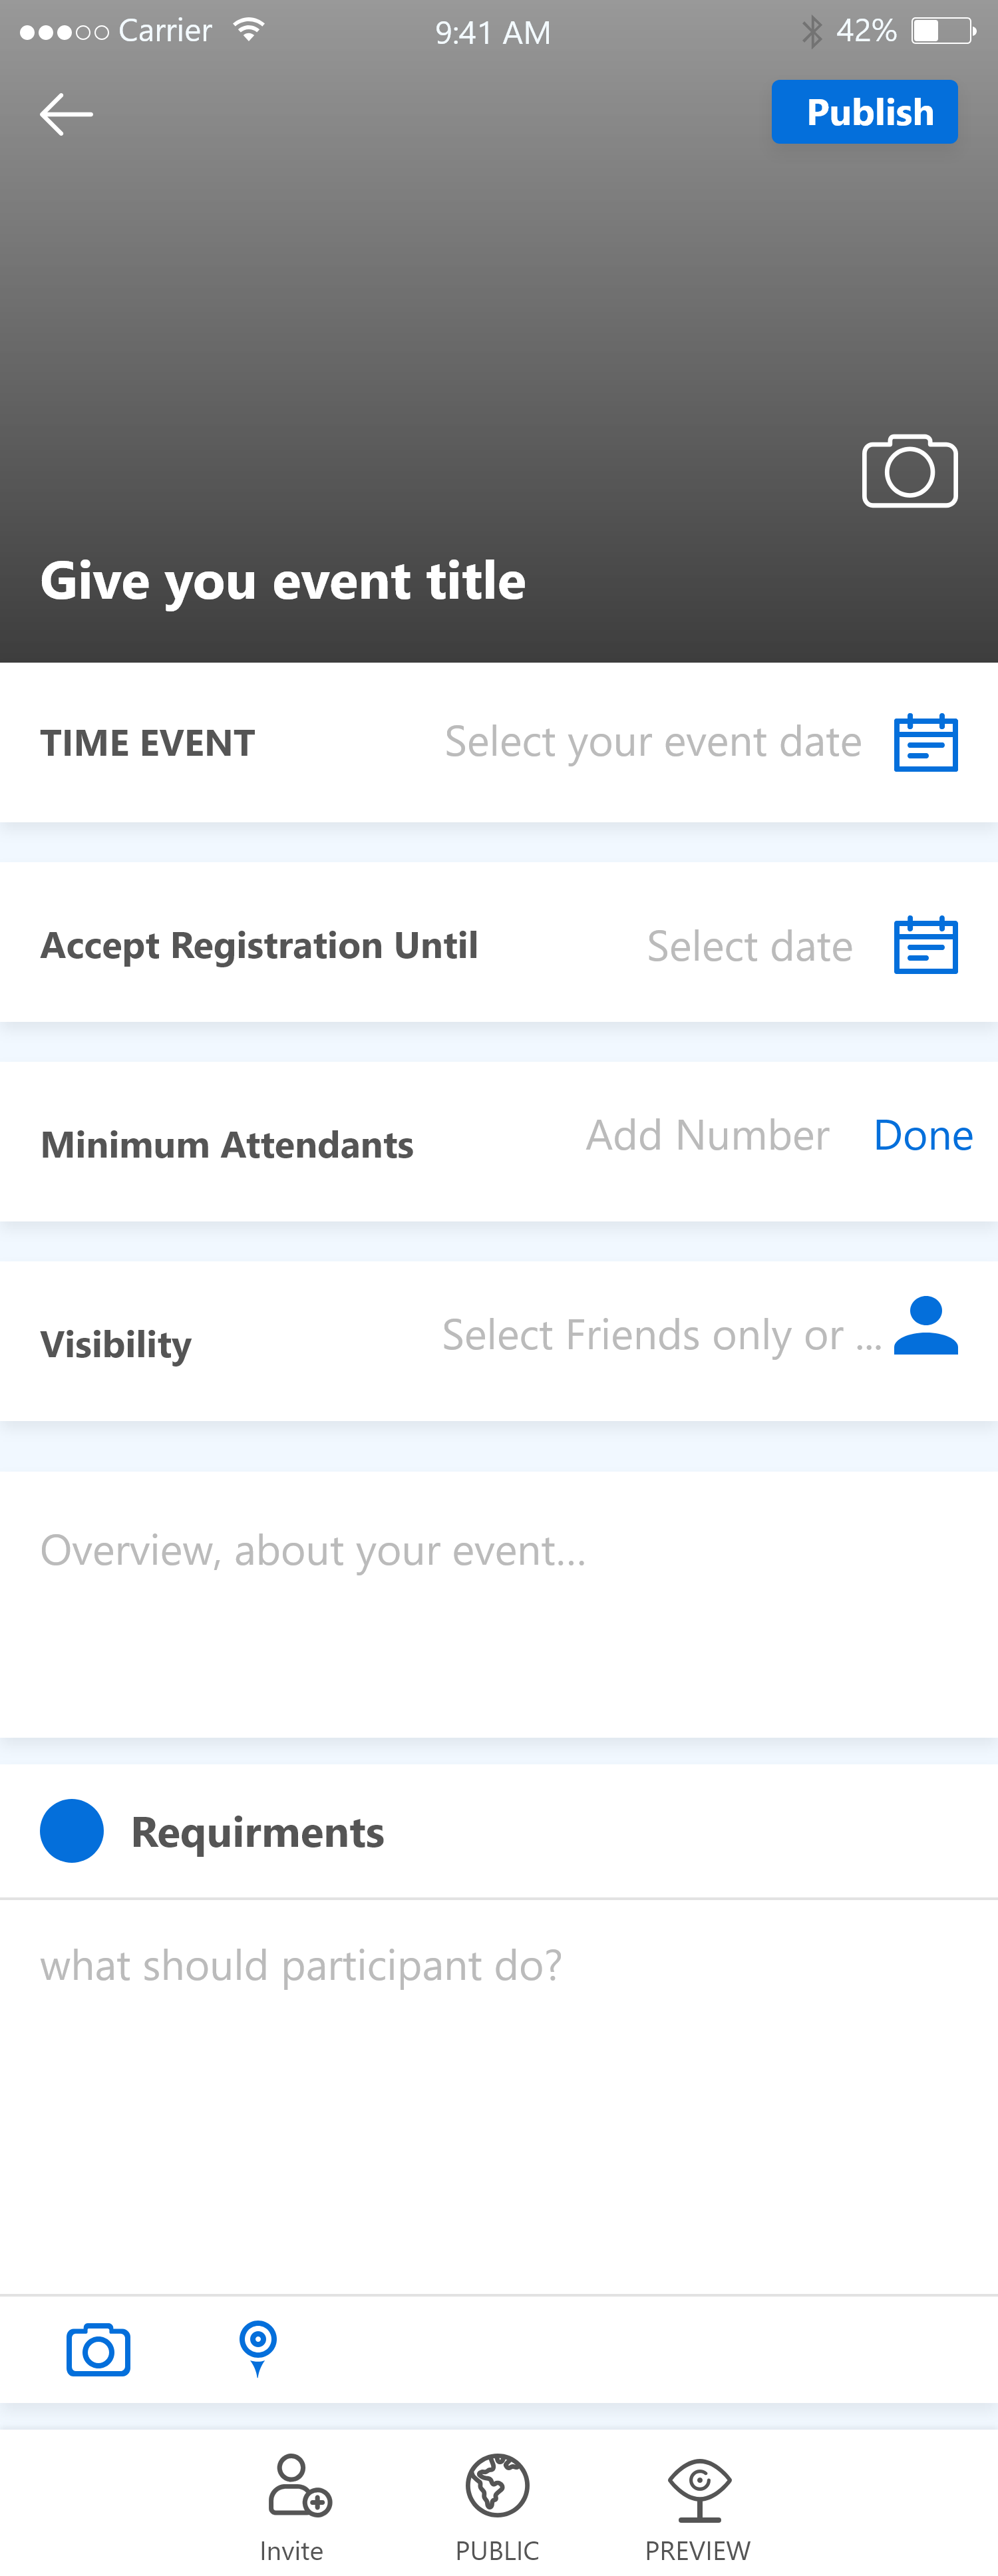 Carrier 9:41 AM 42%
Publish
Give you event title
TIME EVENT Select your event date
Accept Registration Until Select date
Minimum Attendants Add Number Done
Visibility Select Friends only or ...
Overview, about your event...
Requirments
what should participant do?
Invite PUBLIC PREVIEW